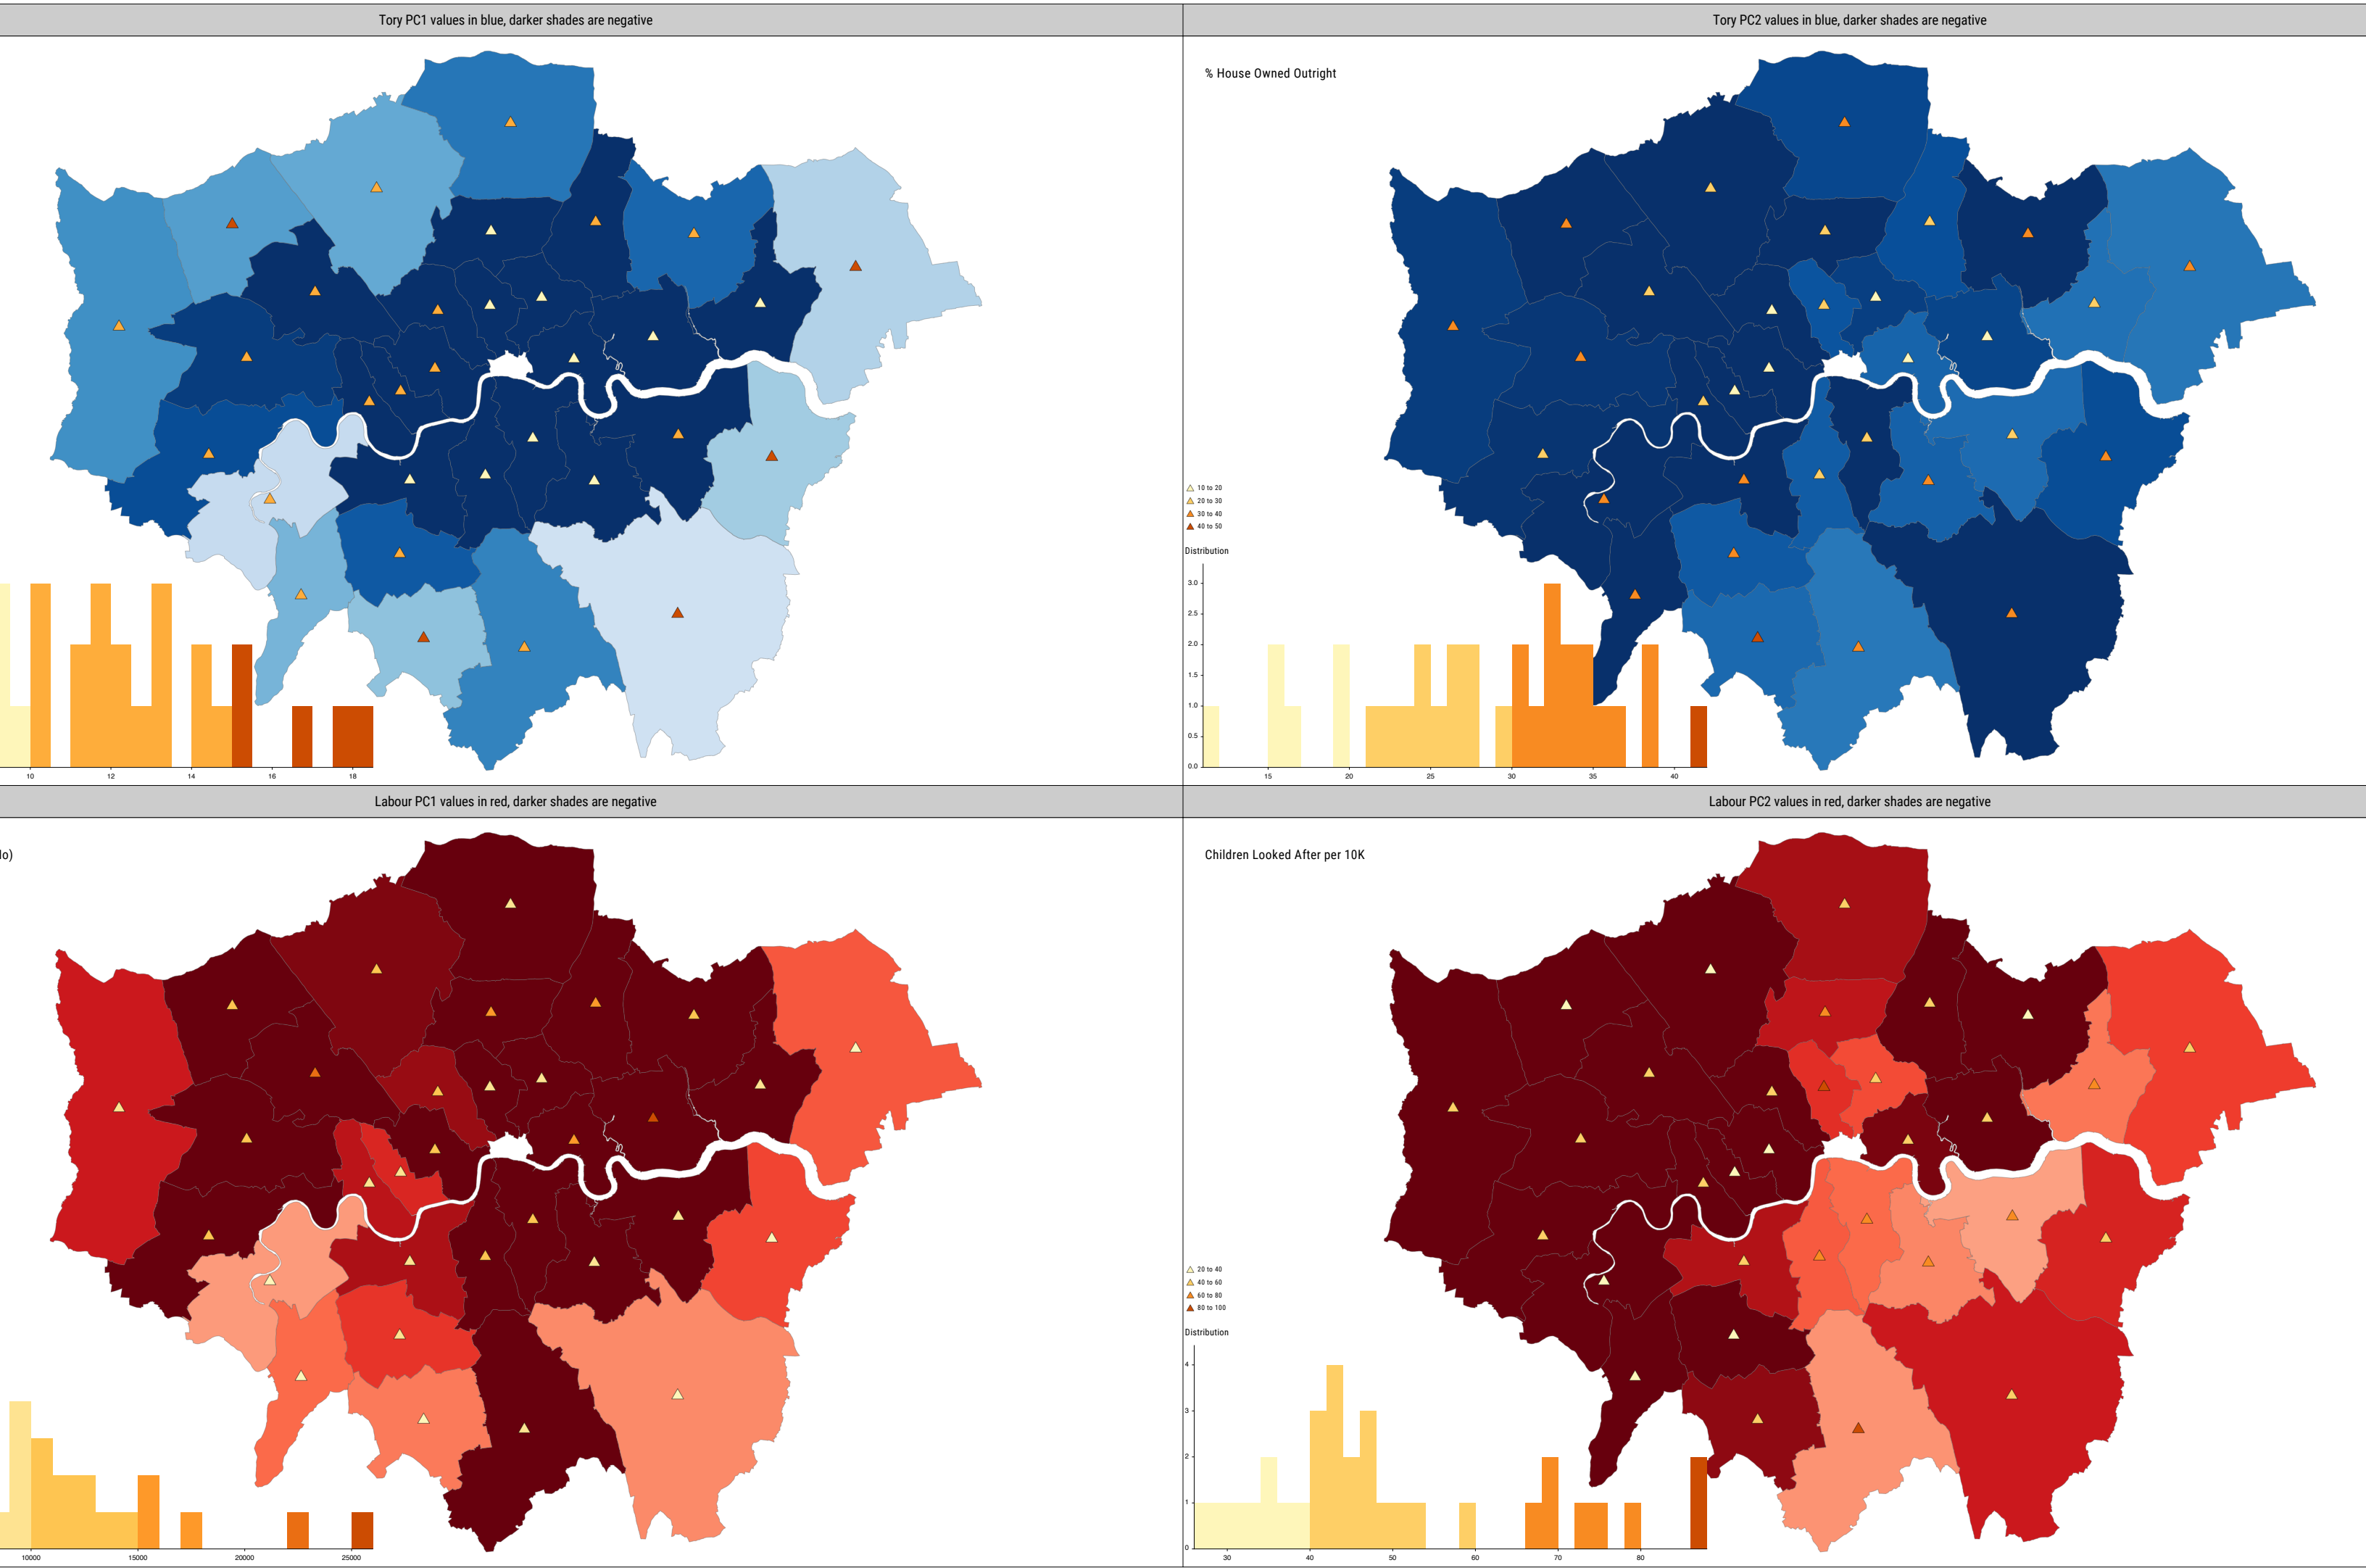 Tory PC1 values in blue, darker shades are negative
Tory PC2 values in blue, darker shades are negative
% House Owned Outright
10 to 20
20 to 30
30 to 40
40 to 50
Distribution
3.0
2.5
2.0
1.5
1.0
0.5
0.0
10 12 14 16 18
15 20 25 30 35 40
Labour PC1 values in red, darker shades are negative
Labour PC2 values in red, darker shades are negative
Children Looked After per 10K
20 to 40
40 to 60
60 to 80
80 to 100
Distribution
4
3
2
1
0
10000 15000 20000 25000
30 40 50 60 70 80